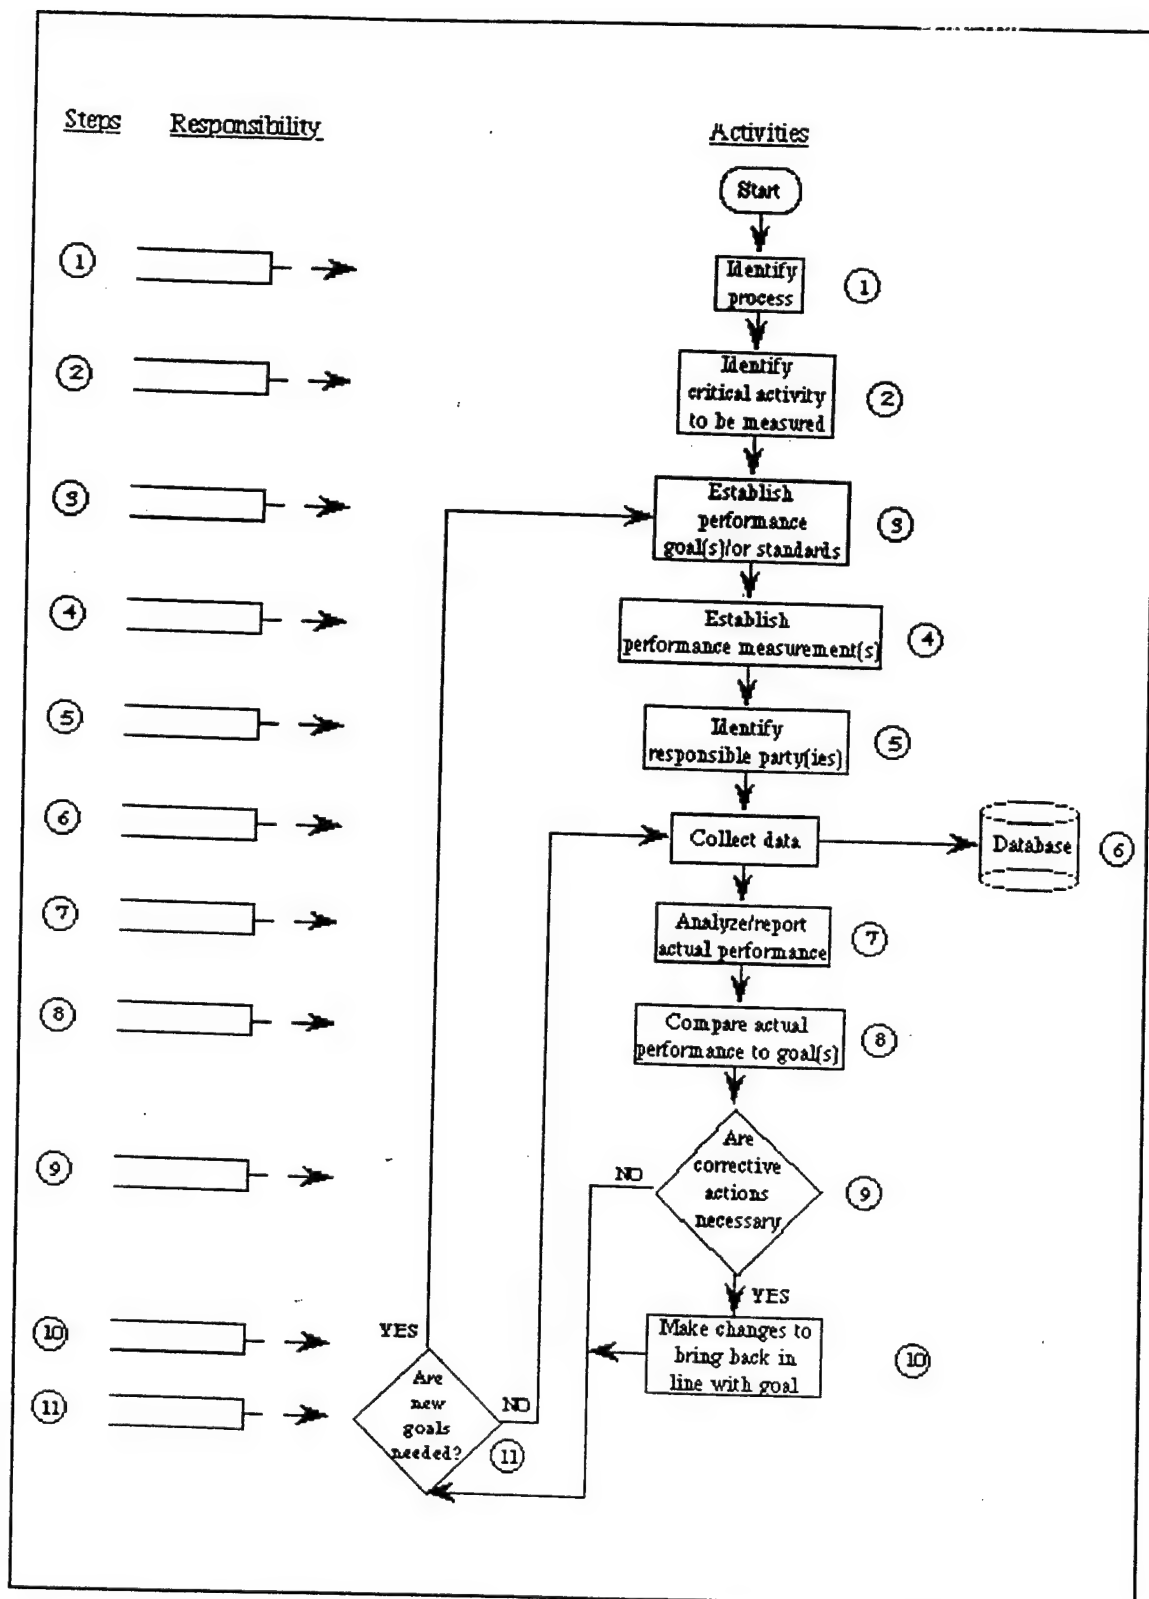 Steps
Responsibility
Activities
Start
1
Identify
process
1
2
Identify
critical activity
to be measured
2
3
Establish
performance
goal(s)/or standards
3
4
Establish
performance measurement(s)
4
5
Identify
responsible party(ies)
5
6
Collect data
Database
6
7
Analyze/report
actual performance
7
8
Compare actual
performance to goal(s)
8
9
NO
Are
corrective
actions
necessary
9
YES
10
YES
Make changes to
bring back in
line with goal
10
11
Are
new
goals
needed?
NO
11